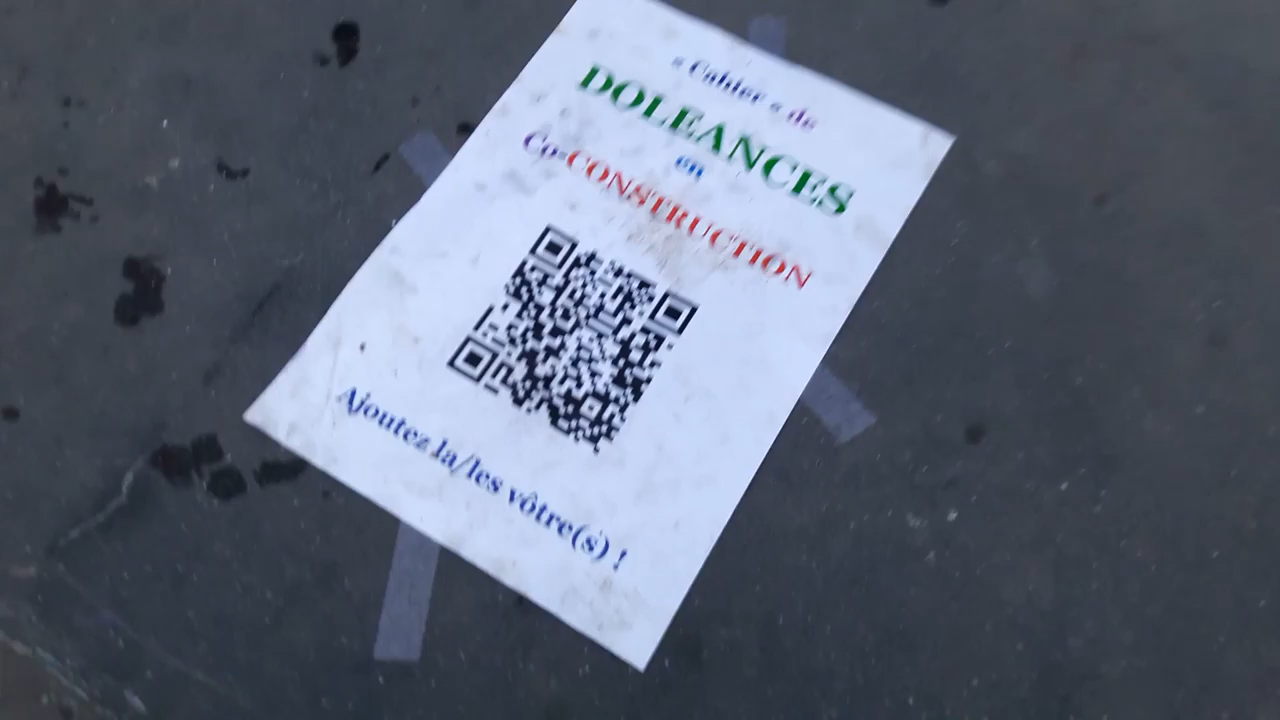 « Cahier « de
DOLEANCES
en
Co-CONSTRUCTION
Ajoutez la/les vôtre(s) !